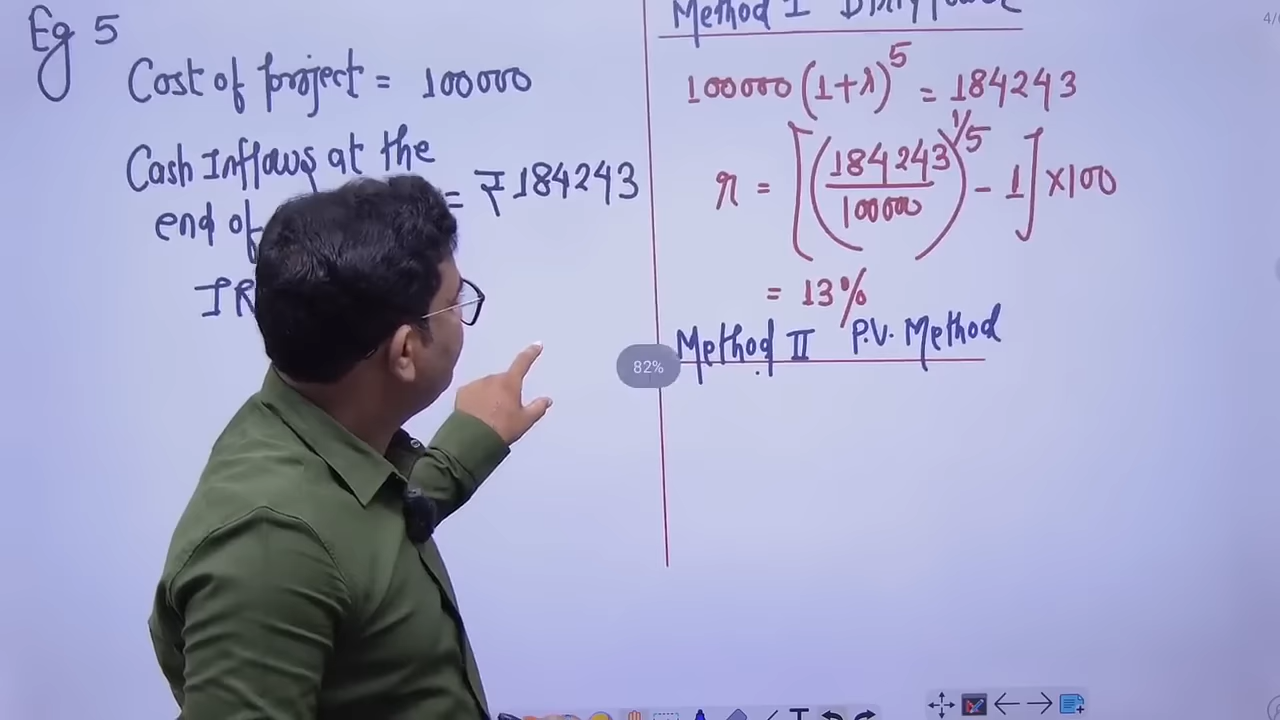 Eg 5
Cost of project = 100000
Cash Inflows at the
end of = ₹184243
IR
Method I
100000 (1+r)^5 = 184243
r = [(184243/100000)^1/5 - 1] ×100
= 13%
Method II P.V. Method
82%